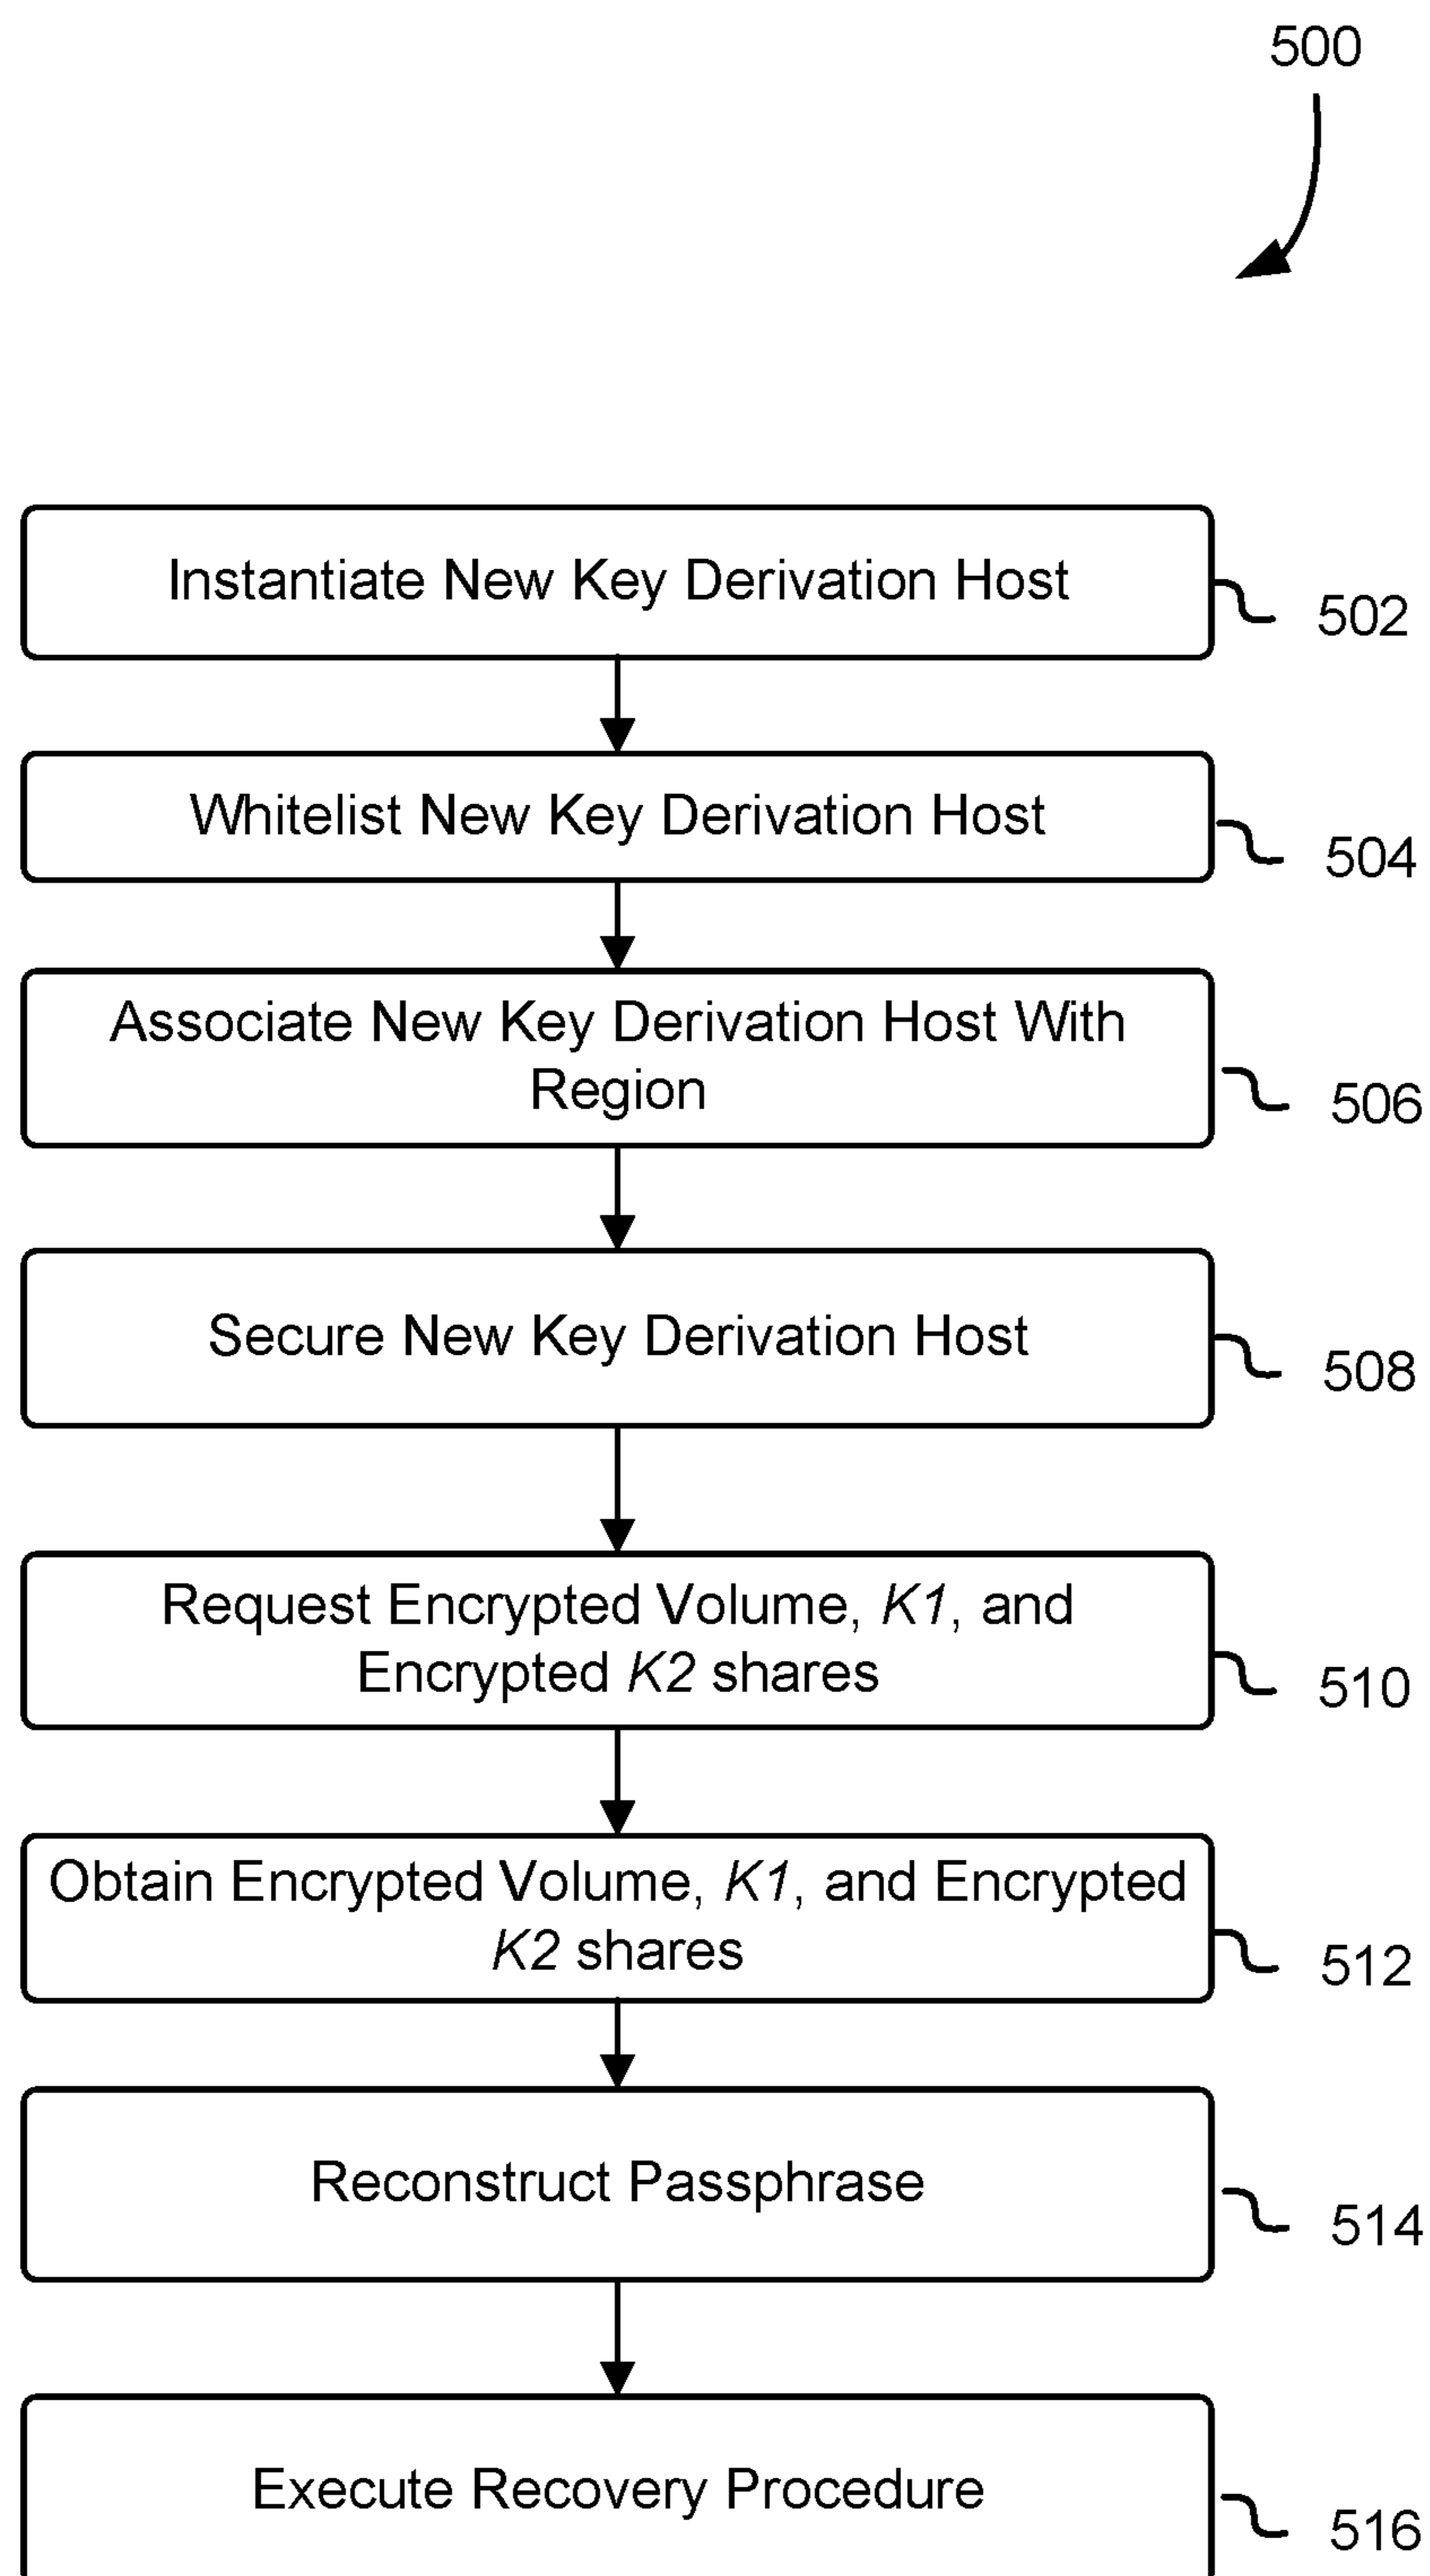 500
Instantiate New Key Derivation Host
502
Whitelist New Key Derivation Host
504
Associate New Key Derivation Host With
Region
506
Secure New Key Derivation Host
508
Request Encrypted Volume, K1, and
Encrypted K2 shares
510
Obtain Encrypted Volume, K1, and Encrypted
K2 shares
512
Reconstruct Passphrase
514
Execute Recovery Procedure
516